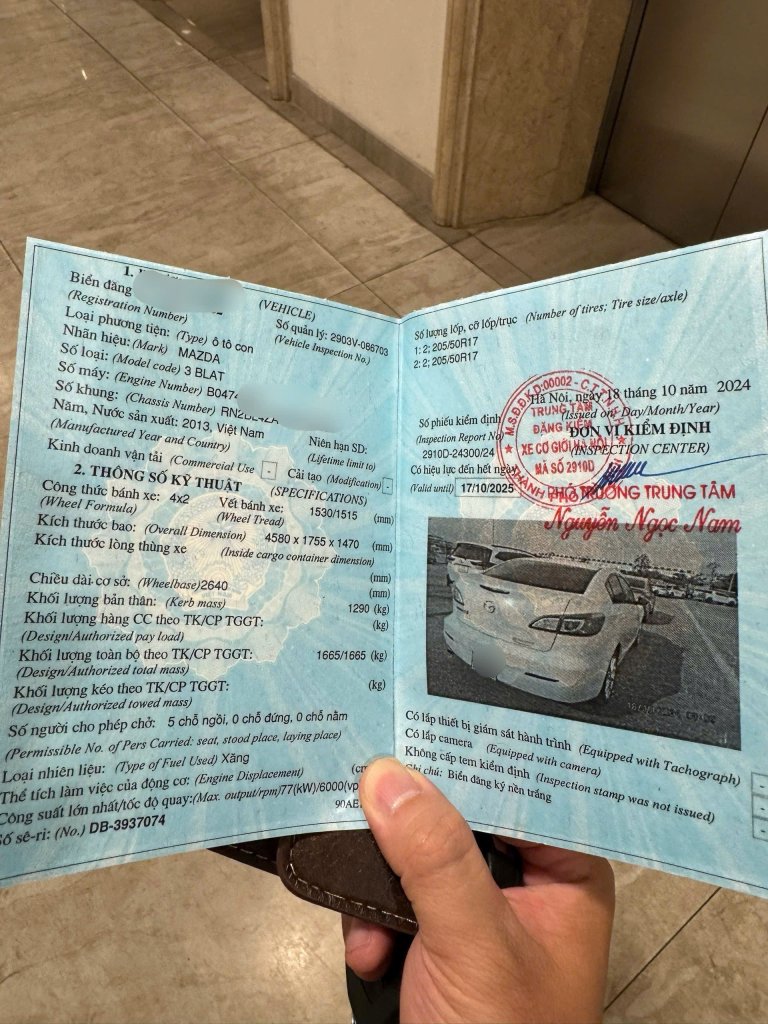 1.
Biển đăng
(Registration Number)
(VEHICLE)
Loại phương tiện: (Type) ô tô con
Số quản lý: 2903V-086703
(Vehicle Inspection No.)
Nhãn hiệu: (Mark) MAZDA
Số loại: (Model code) 3 BLAT
Số máy: (Engine Number) B0474
Số khung: (Chassis Number)
Năm, Nước sản xuất: 2013, Việt Nam
(Manufactured Year and Country)
Niên hạn SD:
(Lifetime limit to)
Kinh doanh vận tải (Commercial Use) -
Cải tạo (Modification) -
2. THÔNG SỐ KỸ THUẬT (SPECIFICATIONS)
Công thức bánh xe: 4x2
(Wheel Formula)
Vết bánh xe: 1530/1515 (mm)
(Wheel Tread)
Kích thước bao: (Overall Dimension) 4580 x 1755 x 1470 (mm)
Kích thước lòng thùng xe (Inside cargo container dimension)
(mm)
Chiều dài cơ sở: (Wheelbase) 2640 (mm)
Khối lượng bản thân: (Kerb mass) 1290 (kg)
Khối lượng hàng CC theo TK/CP TGGT: (kg)
(Design/Authorized pay load)
Khối lượng toàn bộ theo TK/CP TGGT: 1665/1665 (kg)
(Design/Authorized total mass)
Khối lượng kéo theo TK/CP TGGT: (kg)
(Design/Authorized towed mass)
Số người cho phép chở: 5 chỗ ngồi, 0 chỗ đứng, 0 chỗ nằm
(Permissible No. of Pers Carried: seat, stood place, laying place)
Loại nhiên liệu: (Type of Fuel Used) Xăng
Thể tích làm việc của động cơ: (Engine Displacement)
Công suất lớn nhất/tốc độ quay: (Max. output/rpm) 77(kW)/6000(vp
Số sê-ri: (No.) DB-3937074
Số lượng lốp, cỡ lốp/trục (Number of tires; Tire size/axle)
1: 2; 205/50R17
2: 2; 205/50R17
Hà Nội, ngày 18 tháng 10 năm 2024
(Issued on: Day/Month/Year)
Số phiếu kiểm định
(Inspection Report No)
2910D-24300/24
ĐƠN VỊ KIỂM ĐỊNH
(INSPECTION CENTER)
Có hiệu lực đến hết ngày
(Valid until) 17/10/2025
TRUNG TÂM
ĐĂNG KIỂM
XE CƠ GIỚI HÀ NỘI
MÃ SỐ 2910D
PHÓ TRƯỞNG TRUNG TÂM
Nguyễn Ngọc Nam
Có lắp thiết bị giám sát hành trình (Equipped with Tachograph) -
Có lắp camera (Equipped with camera) -
Không cấp tem kiểm định (Inspection stamp was not issued) -
Ghi chú: Biển đăng ký nền trắng